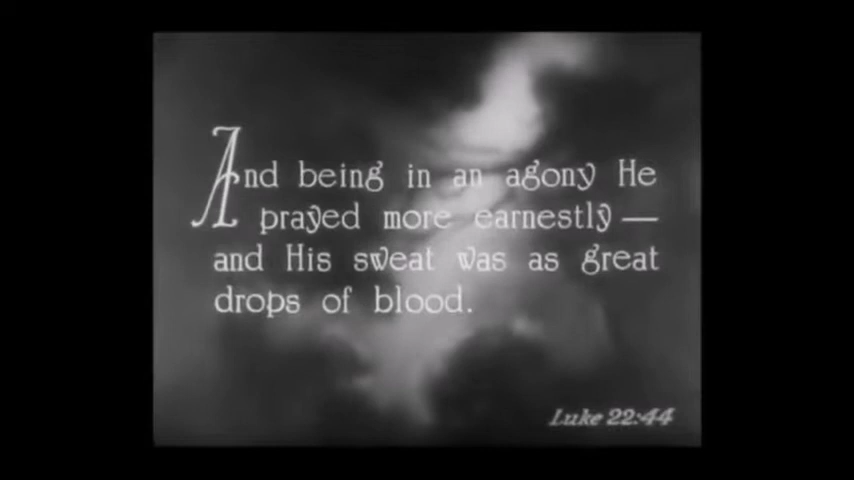 And being in an agony He
prayed more earnestly —
and His sweat was as great
drops of blood.
Luke 22:44